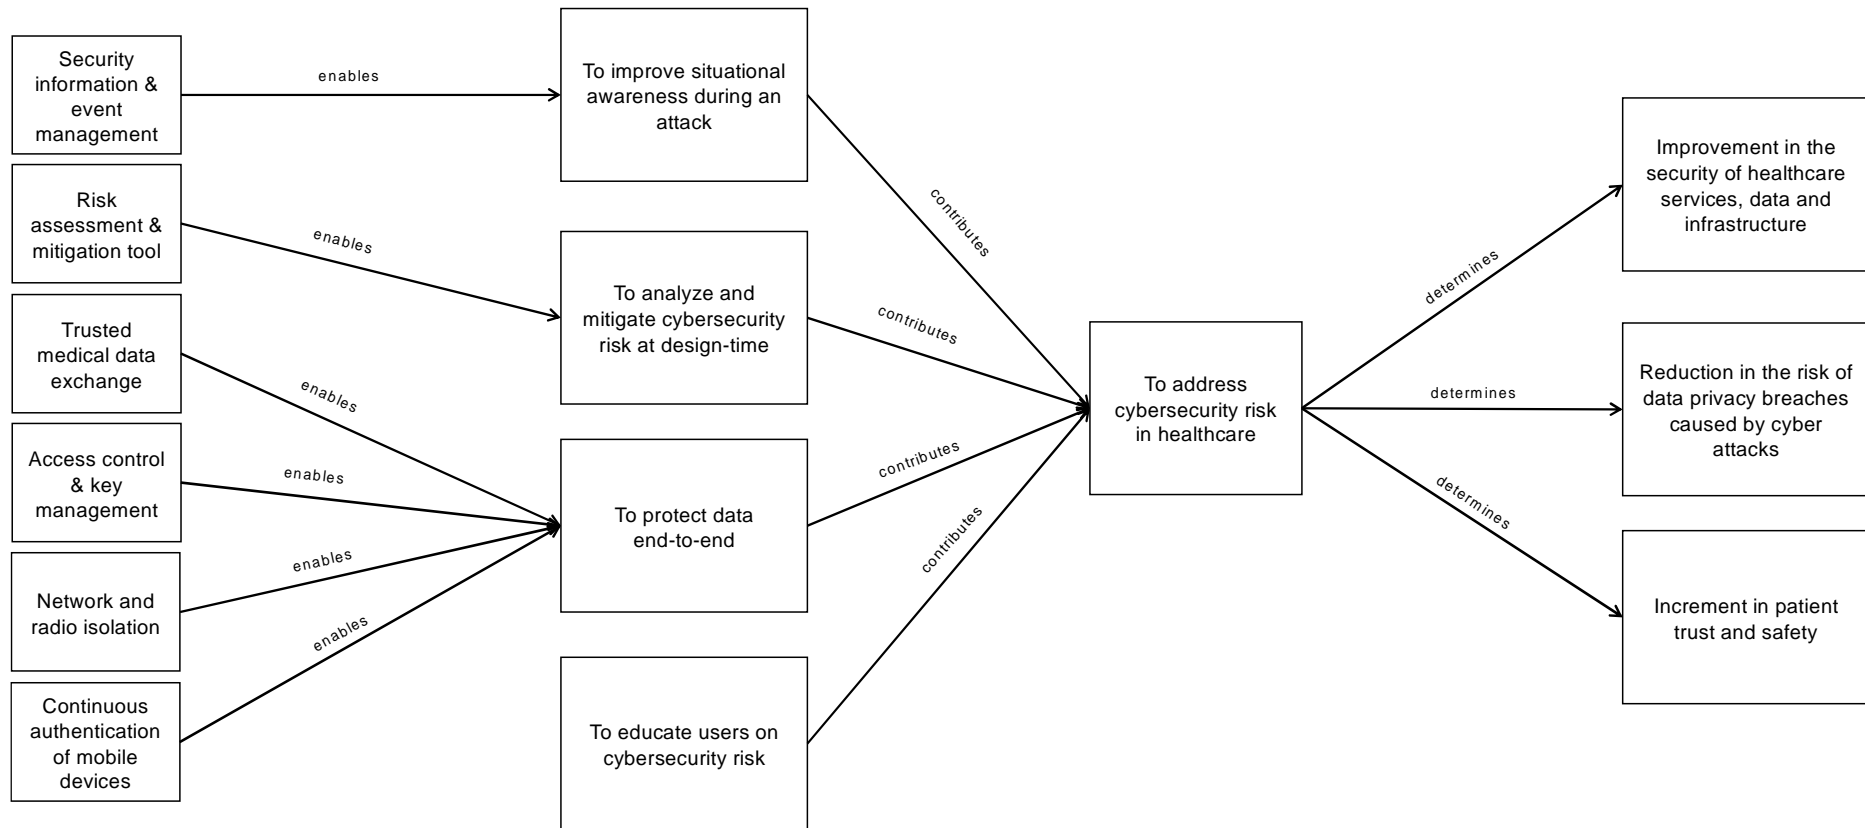 Security
information &
event
management
Risk
assessment &
mitigation tool
Trusted
medical data
exchange
Access control
& key
management
Network and
radio isolation
Continuous
authentication
of mobile
devices
enables
enables
enables
enables
enables
enables
To improve situational
awareness during an
attack
To analyze and
mitigate cybersecurity
risk at design-time
To protect data
end-to-end
To educate users on
cybersecurity risk
contributes
contributes
contributes
contributes
To address
cybersecurity risk
in healthcare
determines
determines
determines
Improvement in the
security of healthcare
services, data and
infrastructure
Reduction in the risk of
data privacy breaches
caused by cyber
attacks
Increment in patient
trust and safety